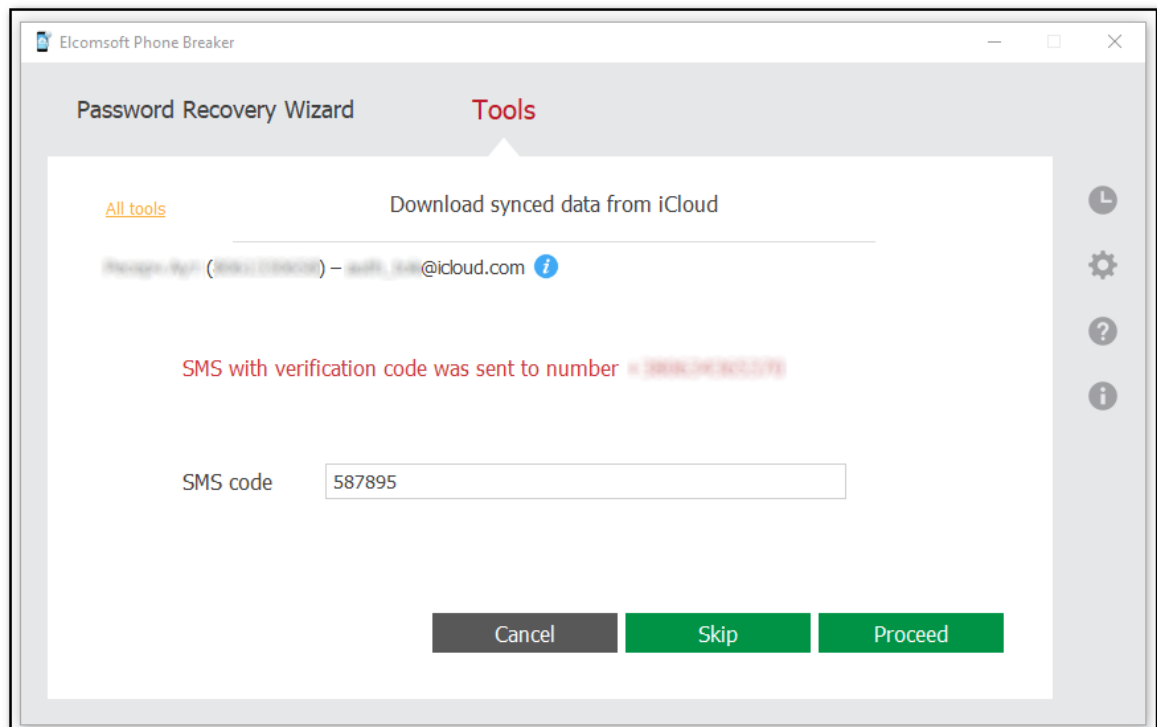 Elcomsoft Phone Breaker
Password Recovery Wizard Tools
All tools
Download synced data from iCloud
( ) – @icloud.com
SMS with verification code was sent to number
SMS code
587895
Cancel Skip Proceed